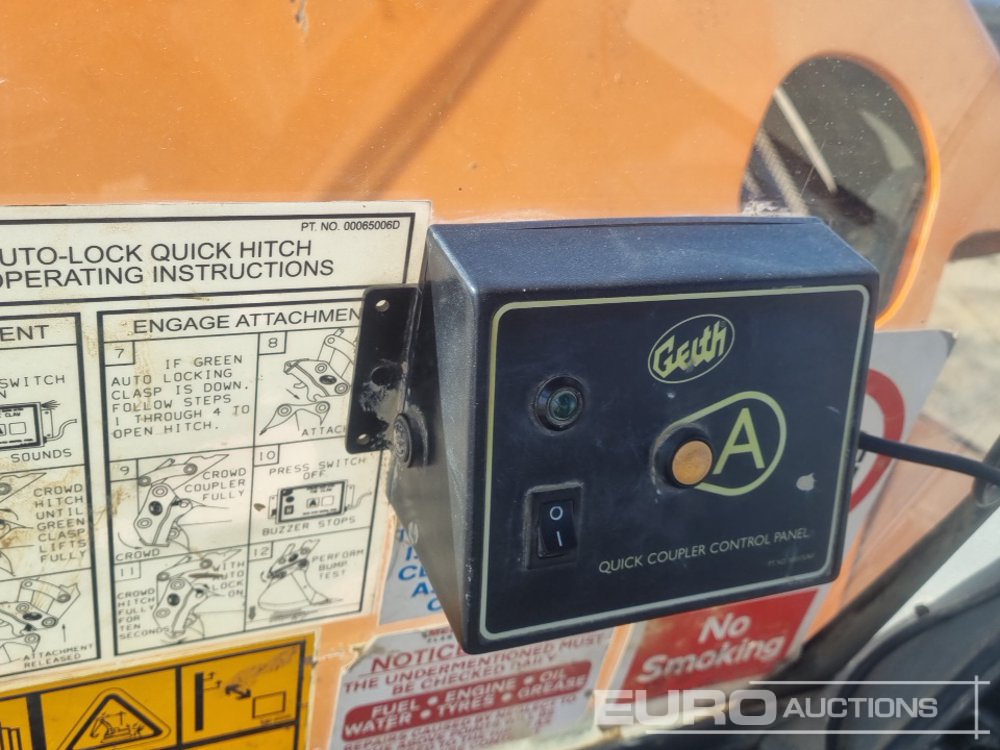 PT. NO. 00065006D
UTO-LOCK QUICK HITCH
OPERATING INSTRUCTIONS
ENT
SWITCH
ON
SOUNDS
CROWD
HITCH
UNTIL
GREEN
CLASP
LIFTS
FULLY
ATTACHMENT
RELEASED
ENGAGE ATTACHMEN
7
IF GREEN
AUTO LOCKING
CLASP IS DOWN.
FOLLOW STEPS
1 THROUGH 4 TO
OPEN HITCH.
8
ATTACH
9
CROWD
COUPLER
FULLY
CROWD
10
PRESS SWITCH
OFF
BUZZER STOPS
11
CROWD
HITCH
FULLY
FOR
TEN
SECONDS
WITH
AUTO
LOCK
ON
12
PERFORM
BUMP
TEST
Geith
A
O
I
QUICK COUPLER CONTROL PANEL
NOTICE
THE UNDERMENTIONED MUST
BE CHECKED DAILY
FUEL • ENGINE • OIL
WATER • TYRES • GREASE
No
Smoking
EURO AUCTIONS